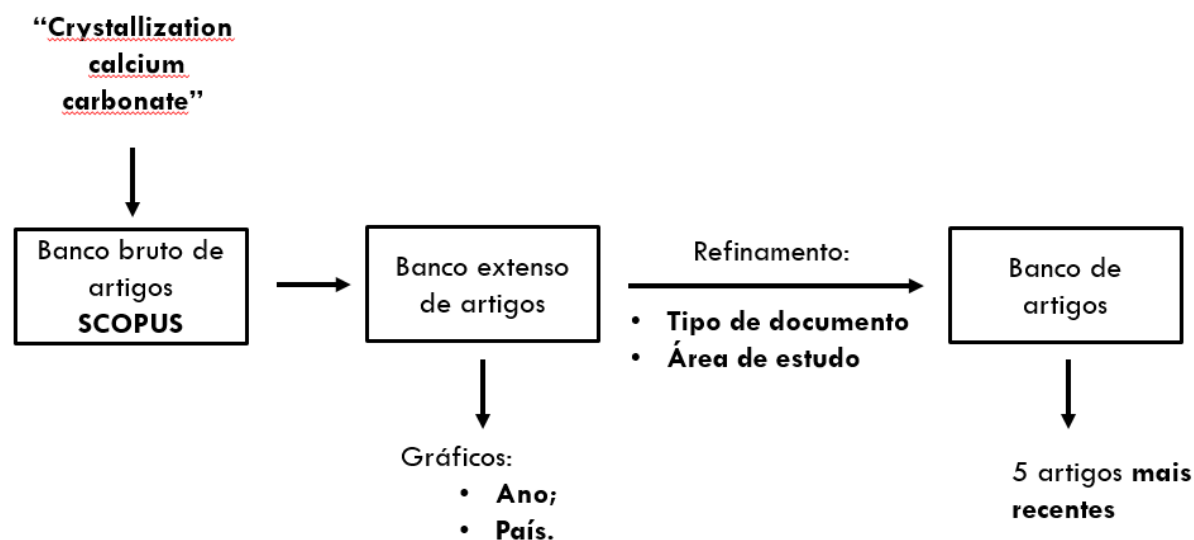 “Crystallization
calcium
carbonate”
Banco bruto de
artigos
SCOPUS
Banco extenso
de artigos
Refinamento:
• Tipo de documento
• Área de estudo
Banco de
artigos
Gráficos:
• Ano;
• País.
5 artigos mais
recentes